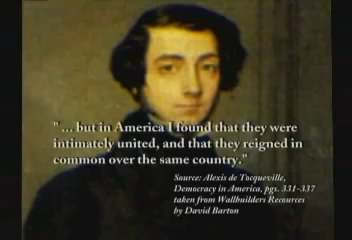 " ... but in America I found that they were
intimately united, and that they reigned in
common over the same country."
Source: Alexis de Tocqueville,
Democracy in America, pgs. 331-337
taken from Wallbuilders Recources
by David Barton